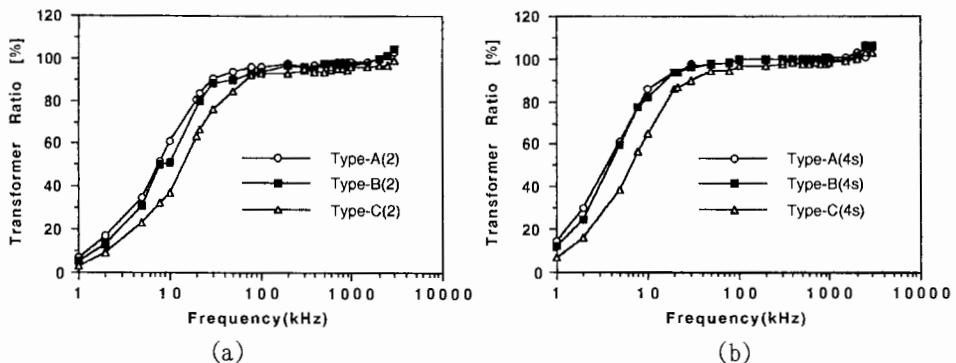 Transformer Ratio [%]
120
100
80
60
40
20
0
Type-A(2)
Type-B(2)
Type-C(2)
1
10
100
1000
10000
Frequency(kHz)
(a)
Transformer Ratio [%]
120
100
80
60
40
20
0
Type-A(4s)
Type-B(4s)
Type-C(4s)
1
10
100
1000
10000
Frequency(kHz)
(b)